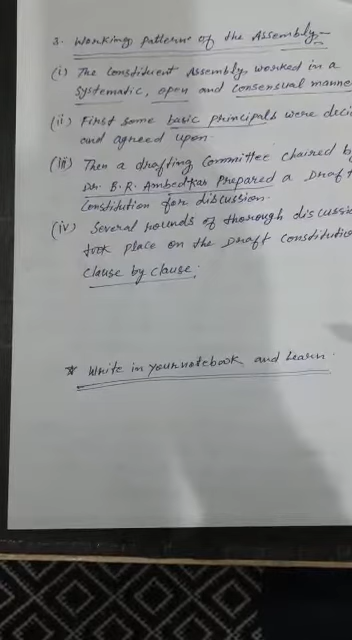 3. Working patterns of the Assembly:-
(i) The Constituent Assembly, worked in a
systematic, open and consensual manne
(ii) First some basic principals were deci
and agreed upon.
(iii) Then a drafting Committee chaired by
Dr. B. R. Ambedkar Prepared a Draft
Constitution for discussion.
(iv) Several rounds of thorough discussi
took place on the Draft Constitutio
Clause by clause;
* Write in your notebook and learn.